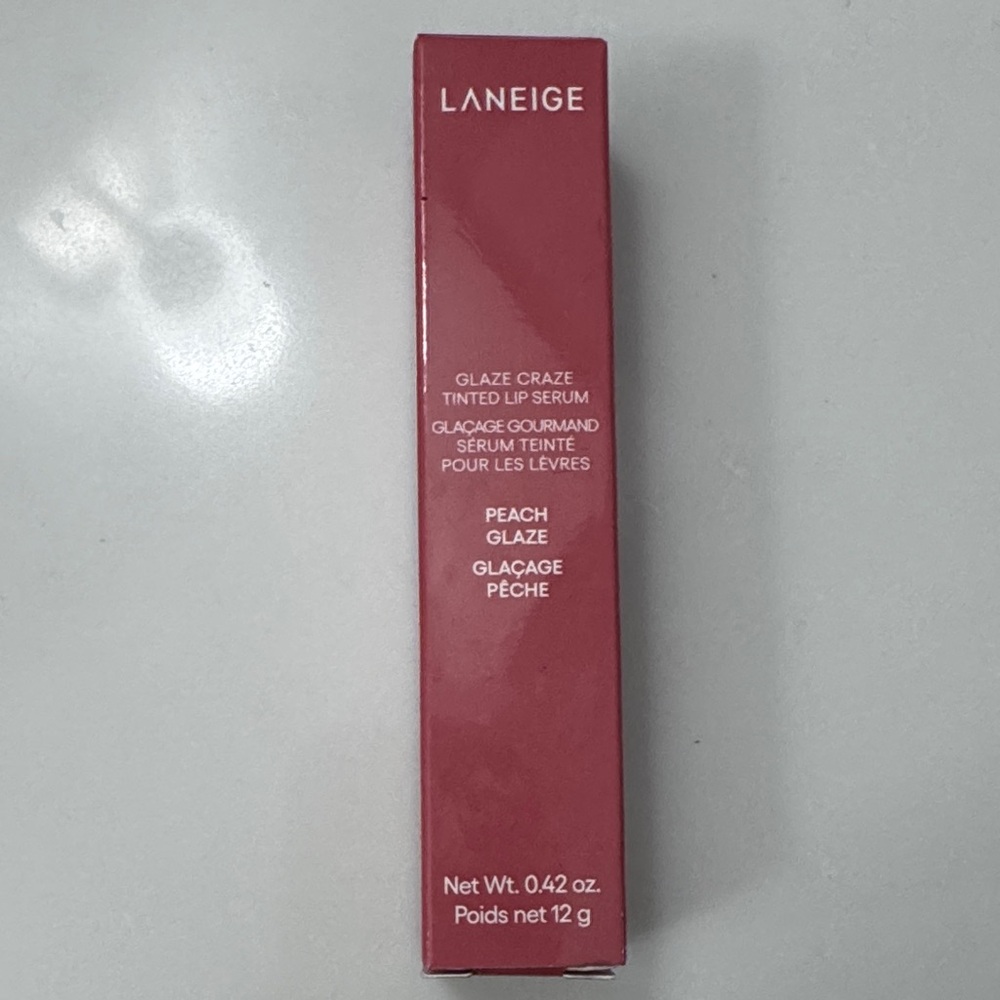 LANEIGE
GLAZE CRAZE
TINTED LIP SERUM
GLAÇAGE GOURMAND
SÉRUM TEINTÉ
POUR LES LÈVRES
PEACH
GLAZE
GLAÇAGE
PÊCHE
Net Wt. 0.42 oz.
Poids net 12 g